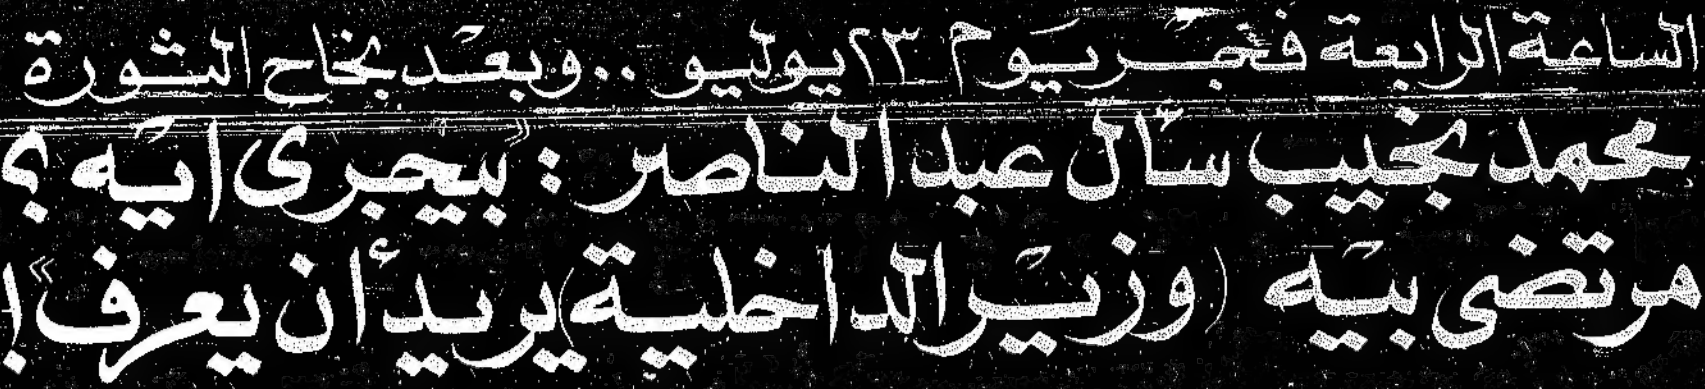 الساعة الرابعة فجر يوم ٢٣ يوليو .. وبعد نجاح الثورة
محمد نجيب سأل عبد الناصر : "بيجرى ايه ؟
مرتضى بيه (وزير الداخلية) يريد أن يعرف"!